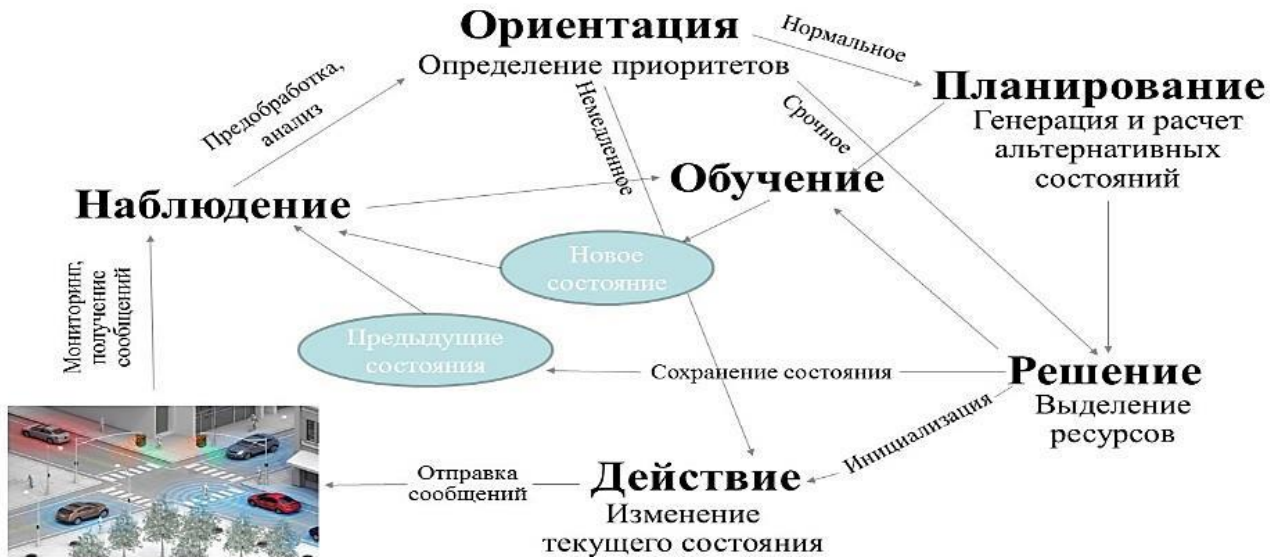 Ориентация
Определение приоритетов
Нормальное
Планирование
Генерация и расчет
альтернативных
состояний
Предобработка,
анализ
Немедленное
Срочное
Обучение
Наблюдение
Новое
состояние
Мониторинг,
получение
сообщений
Предыдущие
состояния
Сохранение состояния
Решение
Выделение
ресурсов
Инициализация
Действие
Изменение
текущего состояния
Отправка
сообщений